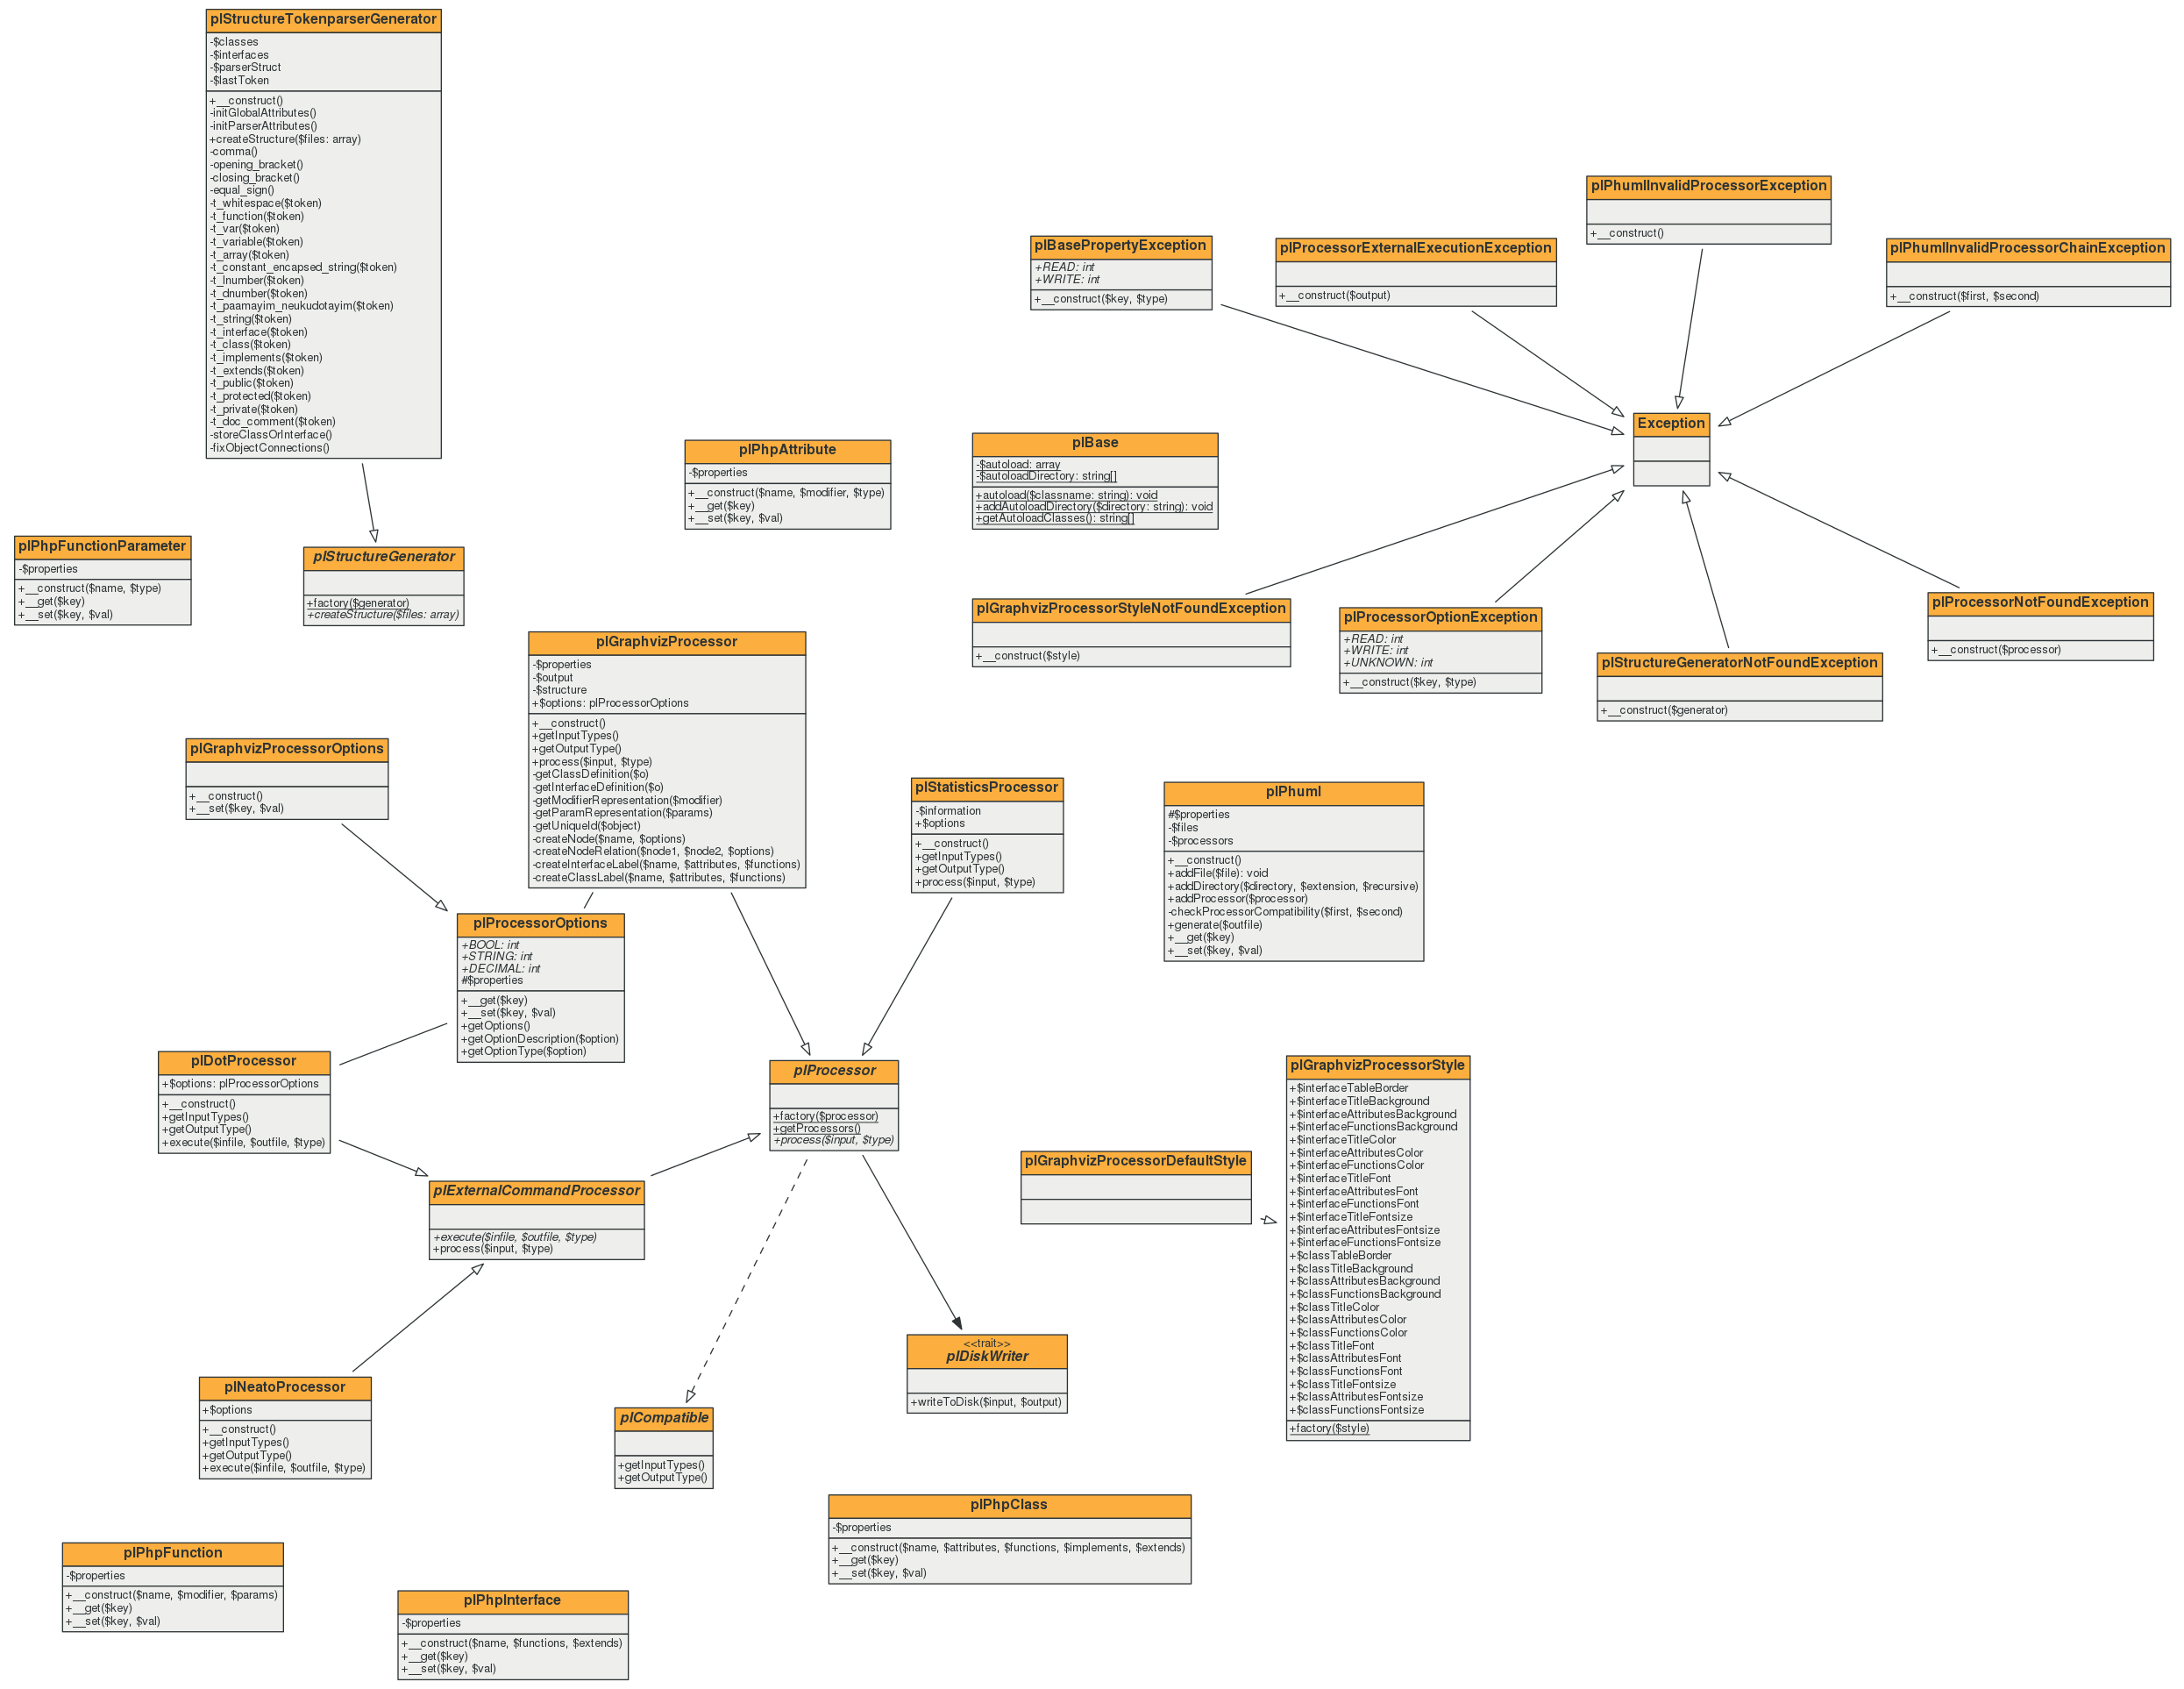 plStructureTokenparserGenerator
-$classes
-$interfaces
-$parserStruct
-$lastToken
+__construct()
-initGlobalAttributes()
-initParserAttributes()
+createStructure($files: array)
-comma()
-opening_bracket()
-closing_bracket()
-equal_sign()
-t_whitespace($token)
-t_function($token)
-t_var($token)
-t_variable($token)
-t_array($token)
-t_constant_encapsed_string($token)
-t_lnumber($token)
-t_dnumber($token)
-t_paamayim_neukudotayim($token)
-t_string($token)
-t_interface($token)
-t_class($token)
-t_implements($token)
-t_extends($token)
-t_public($token)
-t_protected($token)
-t_private($token)
-t_doc_comment($token)
-storeClassOrInterface()
-fixObjectConnections()
plPhumlInvalidProcessorException
+__construct()
plBasePropertyException
+READ: int
+WRITE: int
+__construct($key, $type)
plProcessorExternalExecutionException
+__construct($output)
plPhumlInvalidProcessorChainException
+__construct($first, $second)
Exception
plPhpAttribute
-$properties
+__construct($name, $modifier, $type)
+__get($key)
+__set($key, $val)
plBase
-$autoload: array
-$autoloadDirectory: string[]
+autoload($classname: string): void
+addAutoloadDirectory($directory: string): void
+getAutoloadClasses(): string[]
plPhpFunctionParameter
-$properties
+__construct($name, $type)
+__get($key)
+__set($key, $val)
plStructureGenerator
+factory($generator)
+createStructure($files: array)
plGraphvizProcessorStyleNotFoundException
+__construct($style)
plProcessorOptionException
+READ: int
+WRITE: int
+UNKNOWN: int
+__construct($key, $type)
plStructureGeneratorNotFoundException
+__construct($generator)
plProcessorNotFoundException
+__construct($processor)
plGraphvizProcessor
-$properties
-$output
-$structure
+$options: plProcessorOptions
+__construct()
+getInputTypes()
+getOutputType()
+process($input, $type)
-getClassDefinition($o)
-getInterfaceDefinition($o)
-getModifierRepresentation($modifier)
-getParamRepresentation($params)
-getUniqueId($object)
-createNode($name, $options)
-createNodeRelation($node1, $node2, $options)
-createInterfaceLabel($name, $attributes, $functions)
-createClassLabel($name, $attributes, $functions)
plGraphvizProcessorOptions
+__construct()
+__set($key, $val)
plStatisticsProcessor
-$information
+$options
+__construct()
+getInputTypes()
+getOutputType()
+process($input, $type)
plPhuml
#$properties
-$files
-$processors
+__construct()
+addFile($file): void
+addDirectory($directory, $extension, $recursive)
+addProcessor($processor)
-checkProcessorCompatibility($first, $second)
+generate($outfile)
+__get($key)
+__set($key, $val)
plProcessorOptions
+BOOL: int
+STRING: int
+DECIMAL: int
#$properties
+__get($key)
+__set($key, $val)
+getOptions()
+getOptionDescription($option)
+getOptionType($option)
plDotProcessor
+$options: plProcessorOptions
+__construct()
+getInputTypes()
+getOutputType()
+execute($infile, $outfile, $type)
plProcessor
+factory($processor)
+getProcessors()
+process($input, $type)
plGraphvizProcessorStyle
+$interfaceTableBorder
+$interfaceTitleBackground
+$interfaceAttributesBackground
+$interfaceFunctionsBackground
+$interfaceTitleColor
+$interfaceAttributesColor
+$interfaceFunctionsColor
+$interfaceTitleFont
+$interfaceAttributesFont
+$interfaceFunctionsFont
+$interfaceTitleFontsize
+$interfaceAttributesFontsize
+$interfaceFunctionsFontsize
+$classTableBorder
+$classTitleBackground
+$classAttributesBackground
+$classFunctionsBackground
+$classTitleColor
+$classAttributesColor
+$classFunctionsColor
+$classTitleFont
+$classAttributesFont
+$classFunctionsFont
+$classTitleFontsize
+$classAttributesFontsize
+$classFunctionsFontsize
+factory($style)
plGraphvizProcessorDefaultStyle
plExternalCommandProcessor
+execute($infile, $outfile, $type)
+process($input, $type)
<<trait>>
plDiskWriter
+writeToDisk($input, $output)
plNeatoProcessor
+$options
+__construct()
+getInputTypes()
+getOutputType()
+execute($infile, $outfile, $type)
plCompatible
+getInputTypes()
+getOutputType()
plPhpClass
-$properties
+__construct($name, $attributes, $functions, $implements, $extends)
+__get($key)
+__set($key, $val)
plPhpFunction
-$properties
+__construct($name, $modifier, $params)
+__get($key)
+__set($key, $val)
plPhpInterface
-$properties
+__construct($name, $functions, $extends)
+__get($key)
+__set($key, $val)